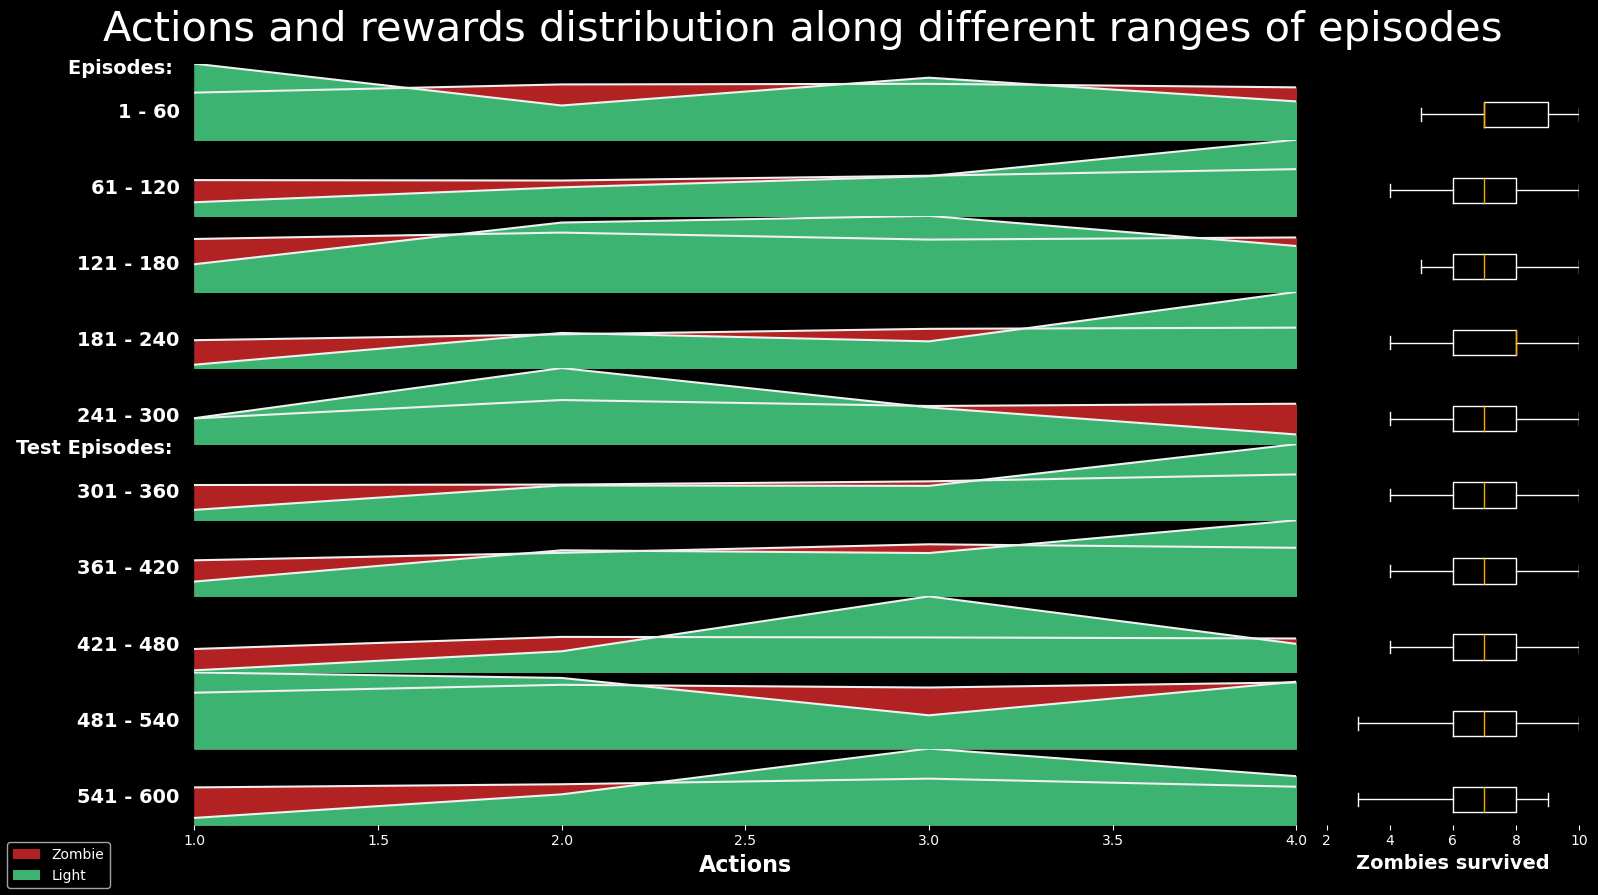 Actions and rewards distribution along different ranges of episodes
Episodes:
1 - 60
61 - 120
121 - 180
181 - 240
241 - 300
Test Episodes:
301 - 360
361 - 420
421 - 480
481 - 540
541 - 600
1.0 1.5 2.0 2.5 3.0 3.5 4.0 2 4 6 8 10
Actions Zombies survived
Zombie
Light